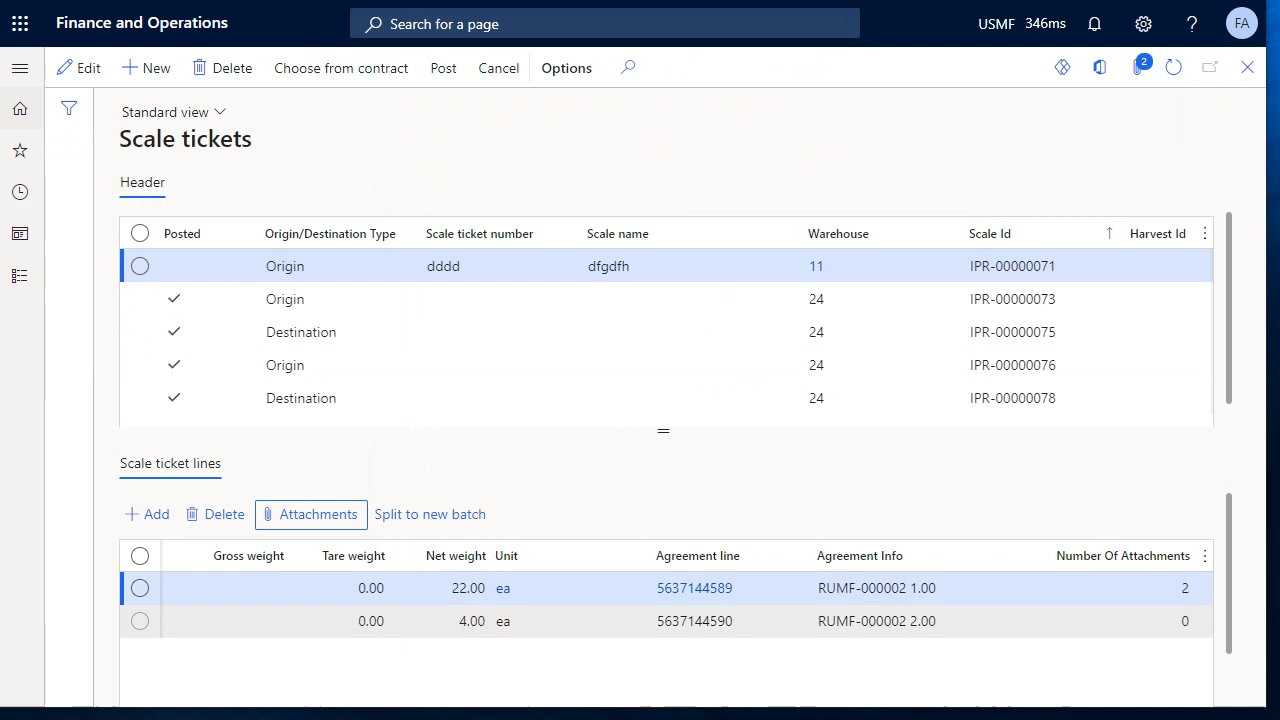 Finance and Operations Search for a page USMF 346ms FA
Edit New Delete Choose from contract Post Cancel Options 2
Standard view
Scale tickets
Header
Posted Origin/Destination Type Scale ticket number Scale name Warehouse Scale Id Harvest Id
Origin dddd dfgdfh 11 IPR-00000071
Origin 24 IPR-00000073
Destination 24 IPR-00000075
Origin 24 IPR-00000076
Destination 24 IPR-00000078
Scale ticket lines
Add Delete Attachments Split to new batch
Gross weight Tare weight Net weight Unit Agreement line Agreement Info Number Of Attachments
0.00 22.00 ea 5637144589 RUMF-000002 1.00 2
0.00 4.00 ea 5637144590 RUMF-000002 2.00 0